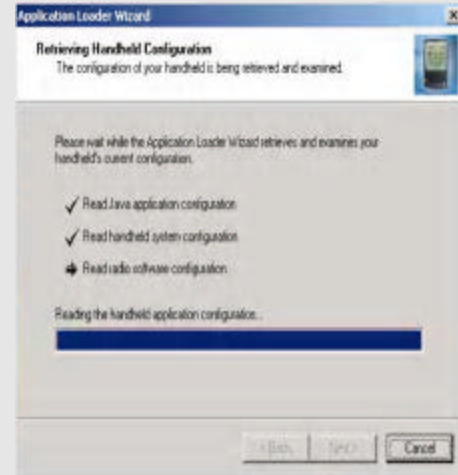 Application Loader Wizard
Retrieving Handheld Configuration
The configuration of your handheld is being retrieved and examined.
Please wait while the Application Loader Wizard retrieves and examines your
handheld's current configuration.
Read Java application configuration
Read handheld system configuration
Read radio software configuration
Reading the handheld application configuration...
< Back
Next >
Cancel